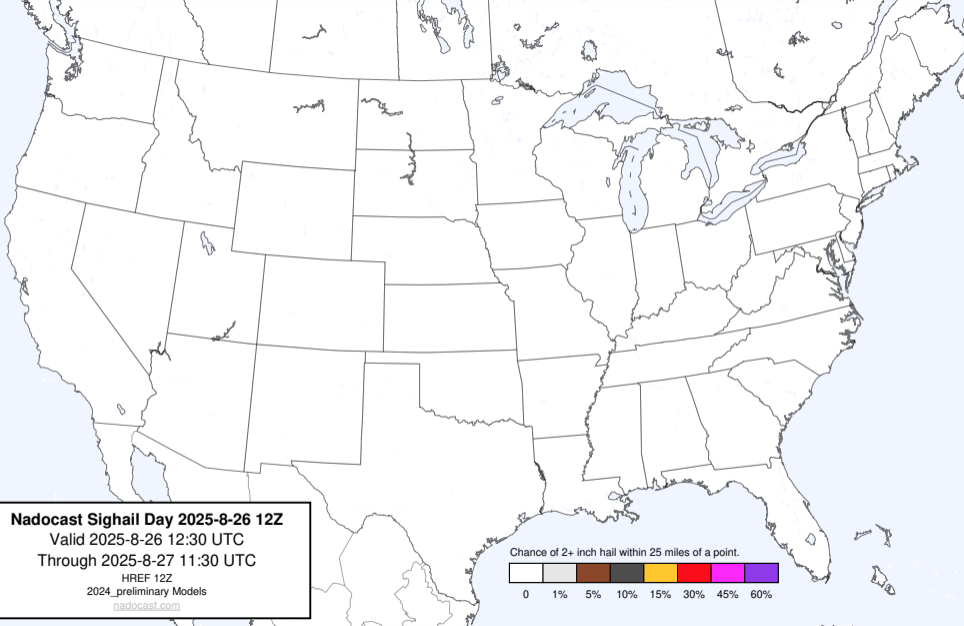 Nadocast Sighail Day 2025-8-26 12Z
Valid 2025-8-26 12:30 UTC
Through 2025-8-27 11:30 UTC
HREF 12Z
2024_preliminary Models
nadocast.com
Chance of 2+ inch hail within 25 miles of a point.
0 1% 5% 10% 15% 30% 45% 60%